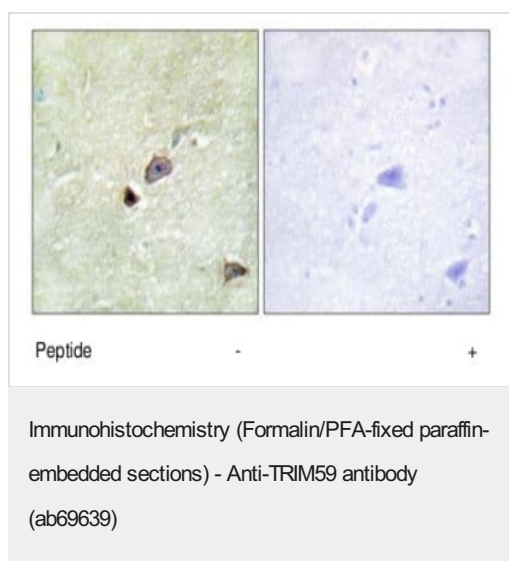 Peptide - +
Immunohistochemistry (Formalin/PFA-fixed paraffin-
embedded sections) - Anti-TRIM59 antibody
(ab69639)